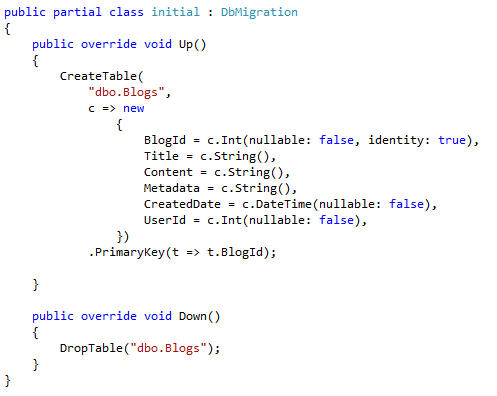 public partial class initial : DbMigration
{
    public override void Up()
    {
        CreateTable(
            "dbo.Blogs",
            c => new
                {
                    BlogId = c.Int(nullable: false, identity: true),
                    Title = c.String(),
                    Content = c.String(),
                    Metadata = c.String(),
                    CreatedDate = c.DateTime(nullable: false),
                    UserId = c.Int(nullable: false),
                })
            .PrimaryKey(t => t.BlogId);

    }

    public override void Down()
    {
        DropTable("dbo.Blogs");
    }
}